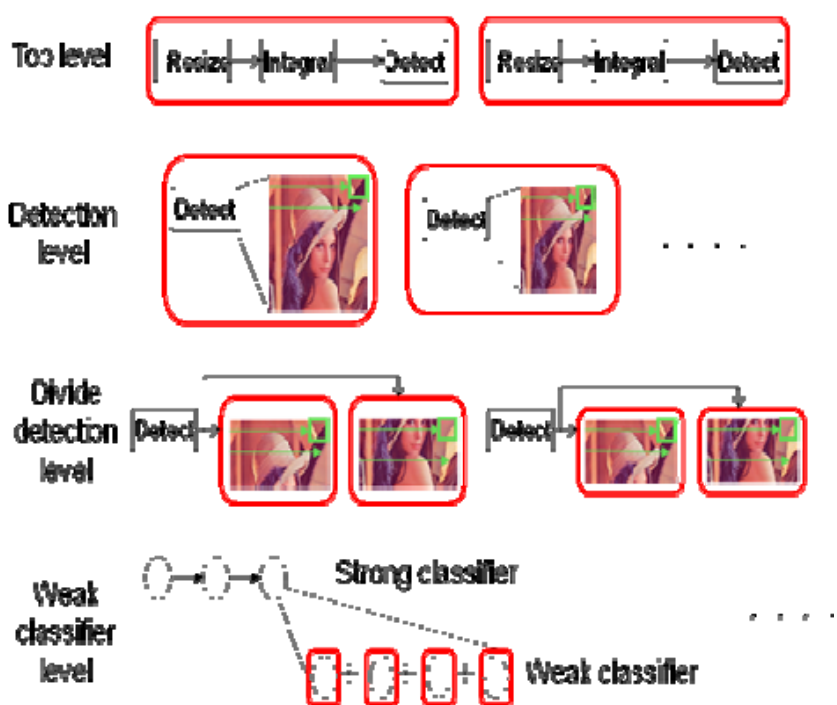 Top level
Resize Integral Detect Resize Integral Detect
Detection
level
Detect Detect
. . . .
Divide
detection
level
Detect Detect
Strong classifier
Weak
classifier
level
. . . .
+ + + Weak classifier